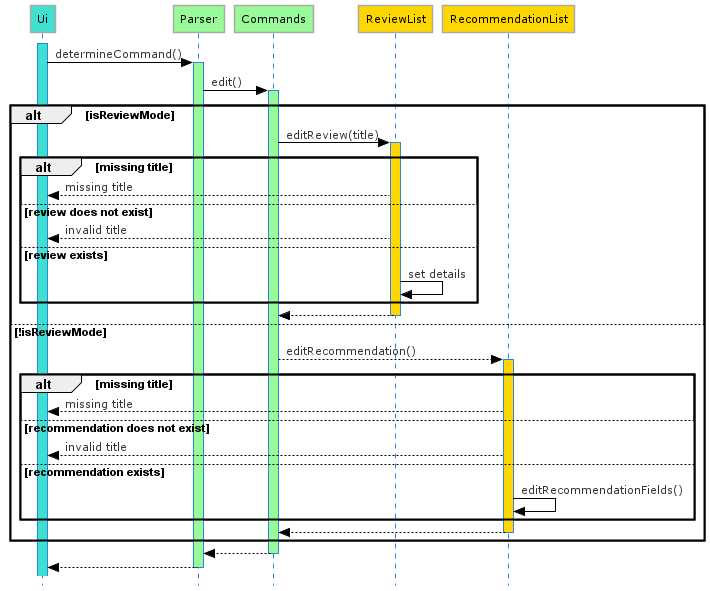 Ui
Parser
Commands
ReviewList
RecommendationList
determineCommand()
edit()
alt
[isReviewMode]
editReview(title)
alt
[missing title]
missing title
[review does not exist]
invalid title
[review exists]
set details
[!isReviewMode]
editRecommendation()
alt
[missing title]
missing title
[recommendation does not exist]
invalid title
[recommendation exists]
editRecommendationFields()